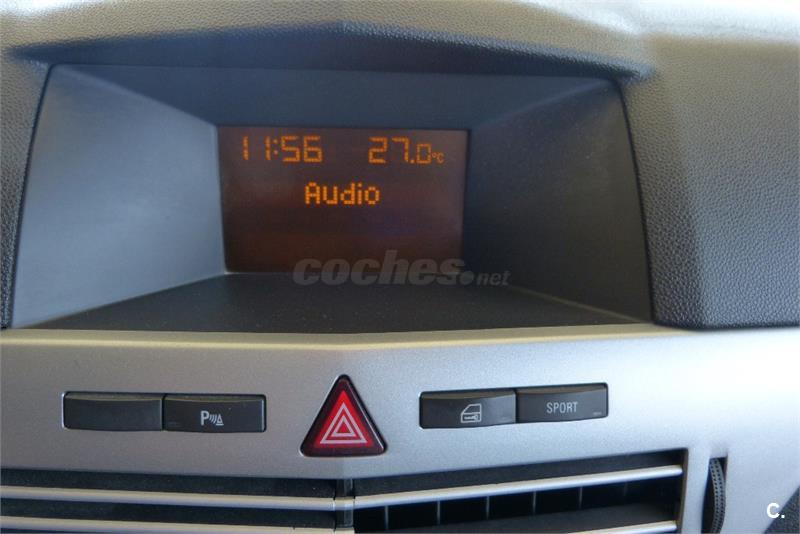 11:56 27.0°C
Audio
coches.net
P
SPORT
C.